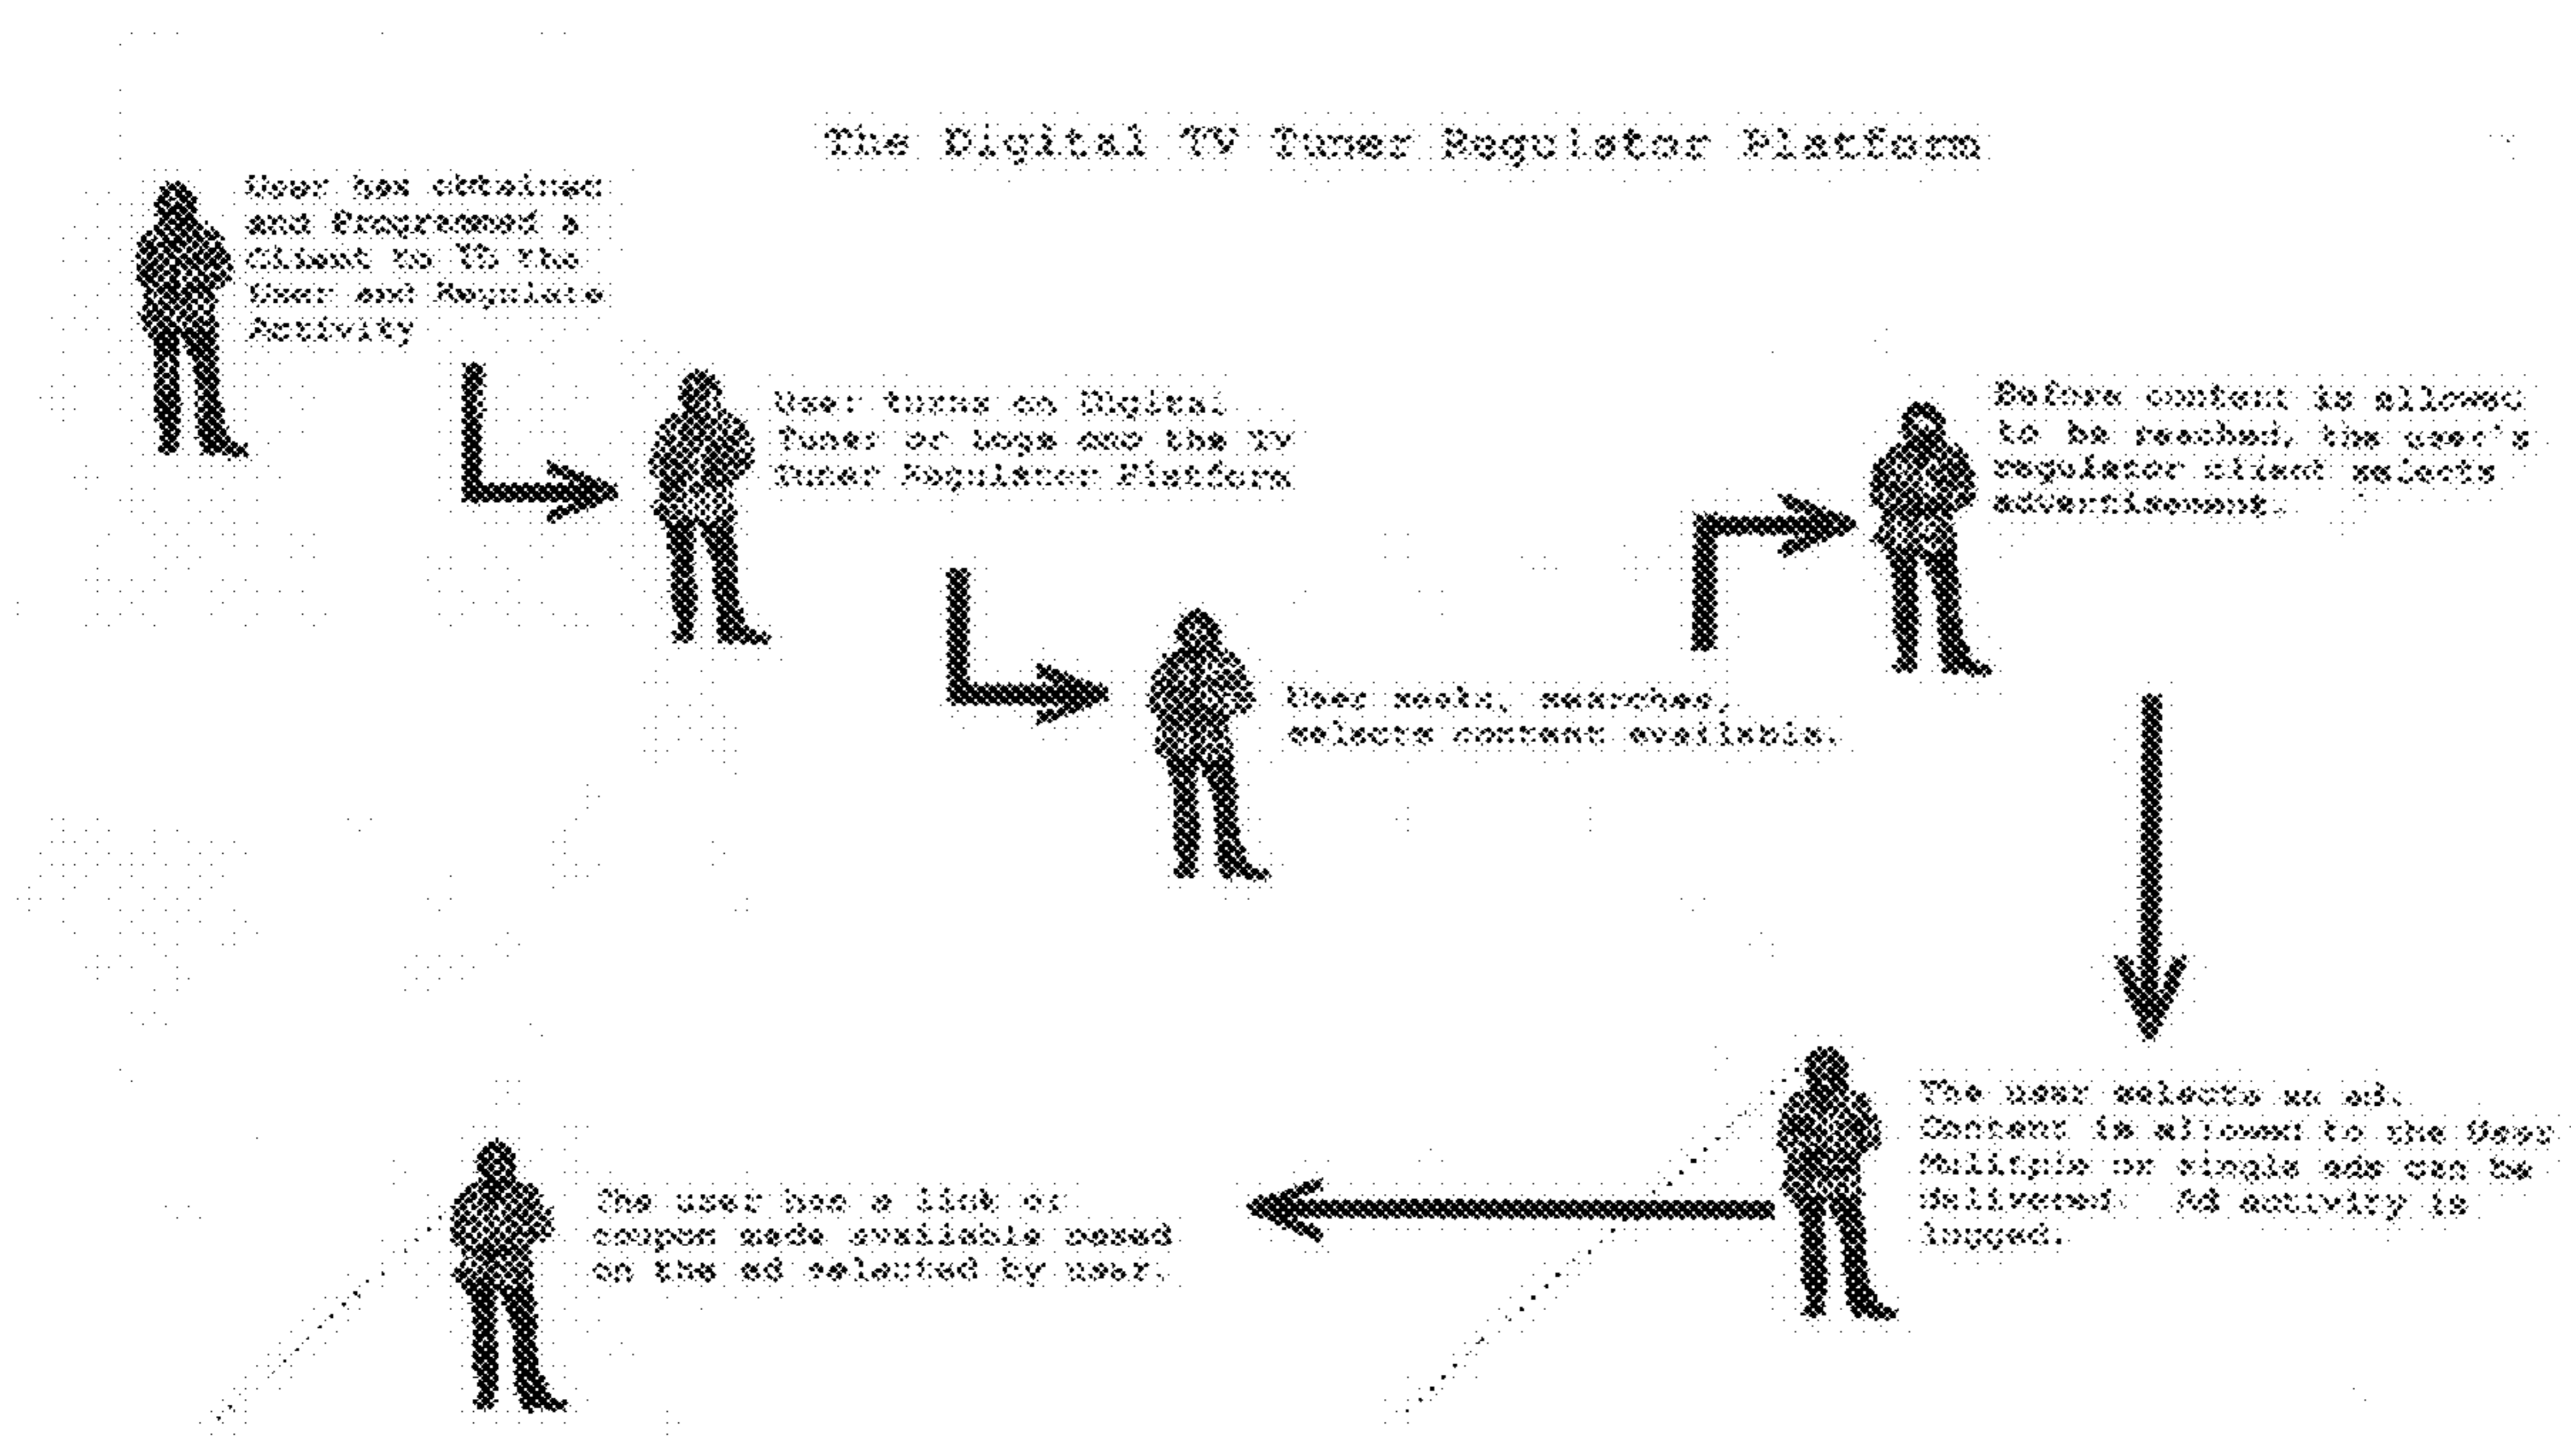 The Digital TV Tuner Regulator Platform
User has obtained
and Programmed a
Client to ID the
User and Regulate
Activity
User turns on Digital
Tuner or logs ono the TV
Tuner Regulator Platform
User seeks, searches,
selects content available.
Before content is allowed
to be reached, the user's
regulator client selects
advertisement.
The user selects an ad.
Content is allowed to the User
Mulitple or single ads can be
delivered. Ad activity is
logged.
The user has a link or
coupon made available based
on the ad selected by user.